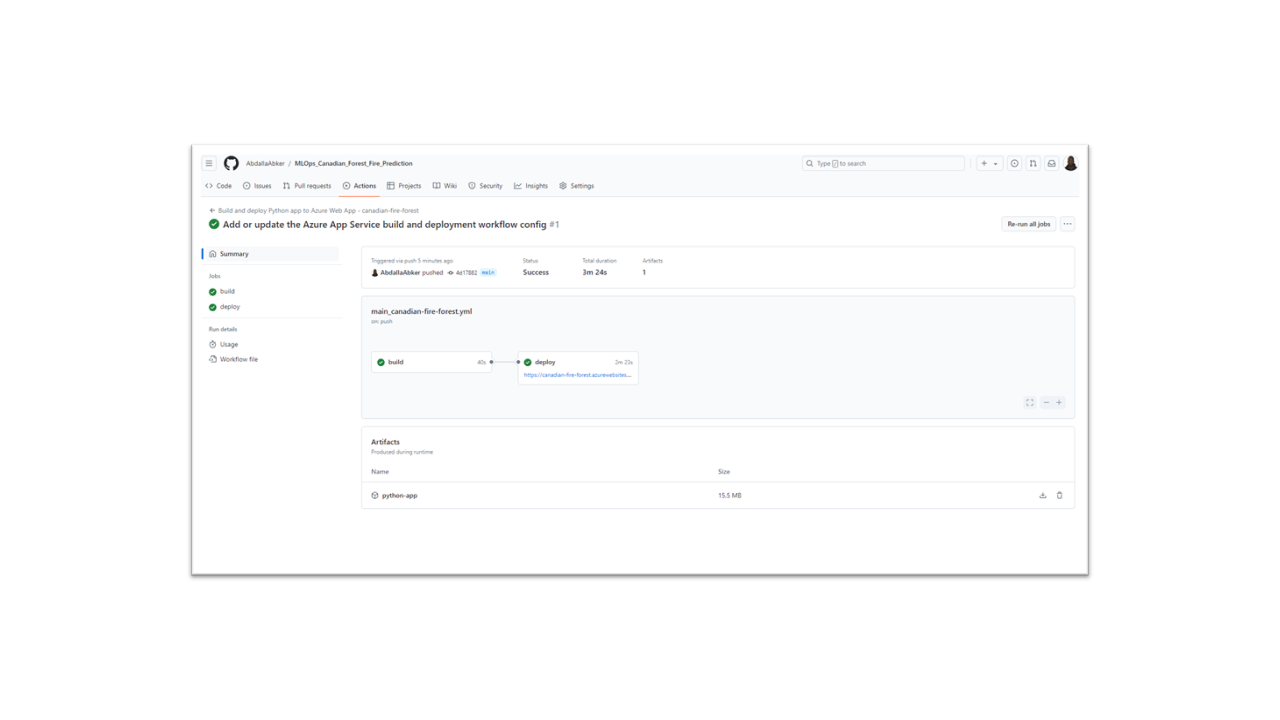 AbdallaAbker / MLOps_Canadian_Forest_Fire_Prediction
Type / to search
Code Issues Pull requests Actions Projects Wiki Security Insights Settings
Build and deploy Python app to Azure Web App - canadian-fire-forest
Add or update the Azure App Service build and deployment workflow config #1
Re-run all jobs
Summary
Jobs
build
deploy
Run details
Usage
Workflow file
Triggered via push 5 minutes ago
AbdallaAbker pushed 4d17882 main
Status
Success
Total duration
3m 24s
Artifacts
1
main_canadian-fire-forest.yml
on: push
build 40s
deploy 2m 23s
https://canadian-fire-forest.azurewebsites...
Artifacts
Produced during runtime
Name Size
python-app 15.5 MB